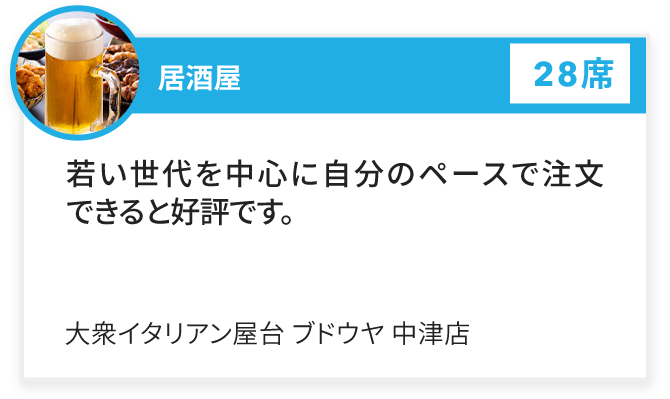 居酒屋
28席
若い世代を中心に自分のペースで注文
できると好評です。
大衆イタリアン屋台 ブドウヤ 中津店